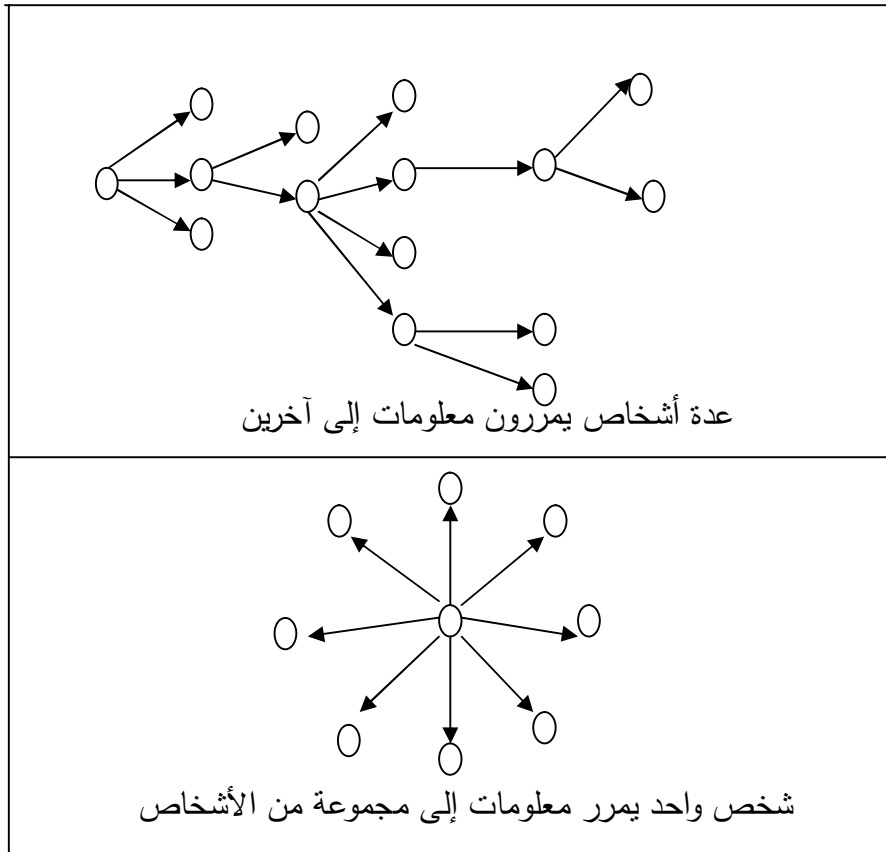 عدة أشخاص يمررون معلومات إلى آخرين
شخص واحد يمرر معلومات إلى مجموعة من الأشخاص